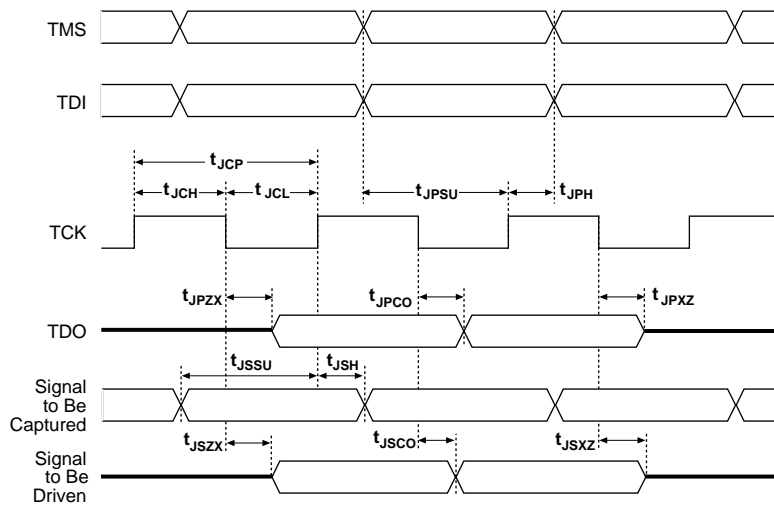 TMS
TDI
tJCP
tJCH
tJCL
tJPSU
tJPH
TCK
tJPZX
tJPCO
tJPXZ
TDO
tJSSU
tJSH
Signal
to Be
Captured
tJSZX
tJSCO
tJSXZ
Signal
to Be
Driven